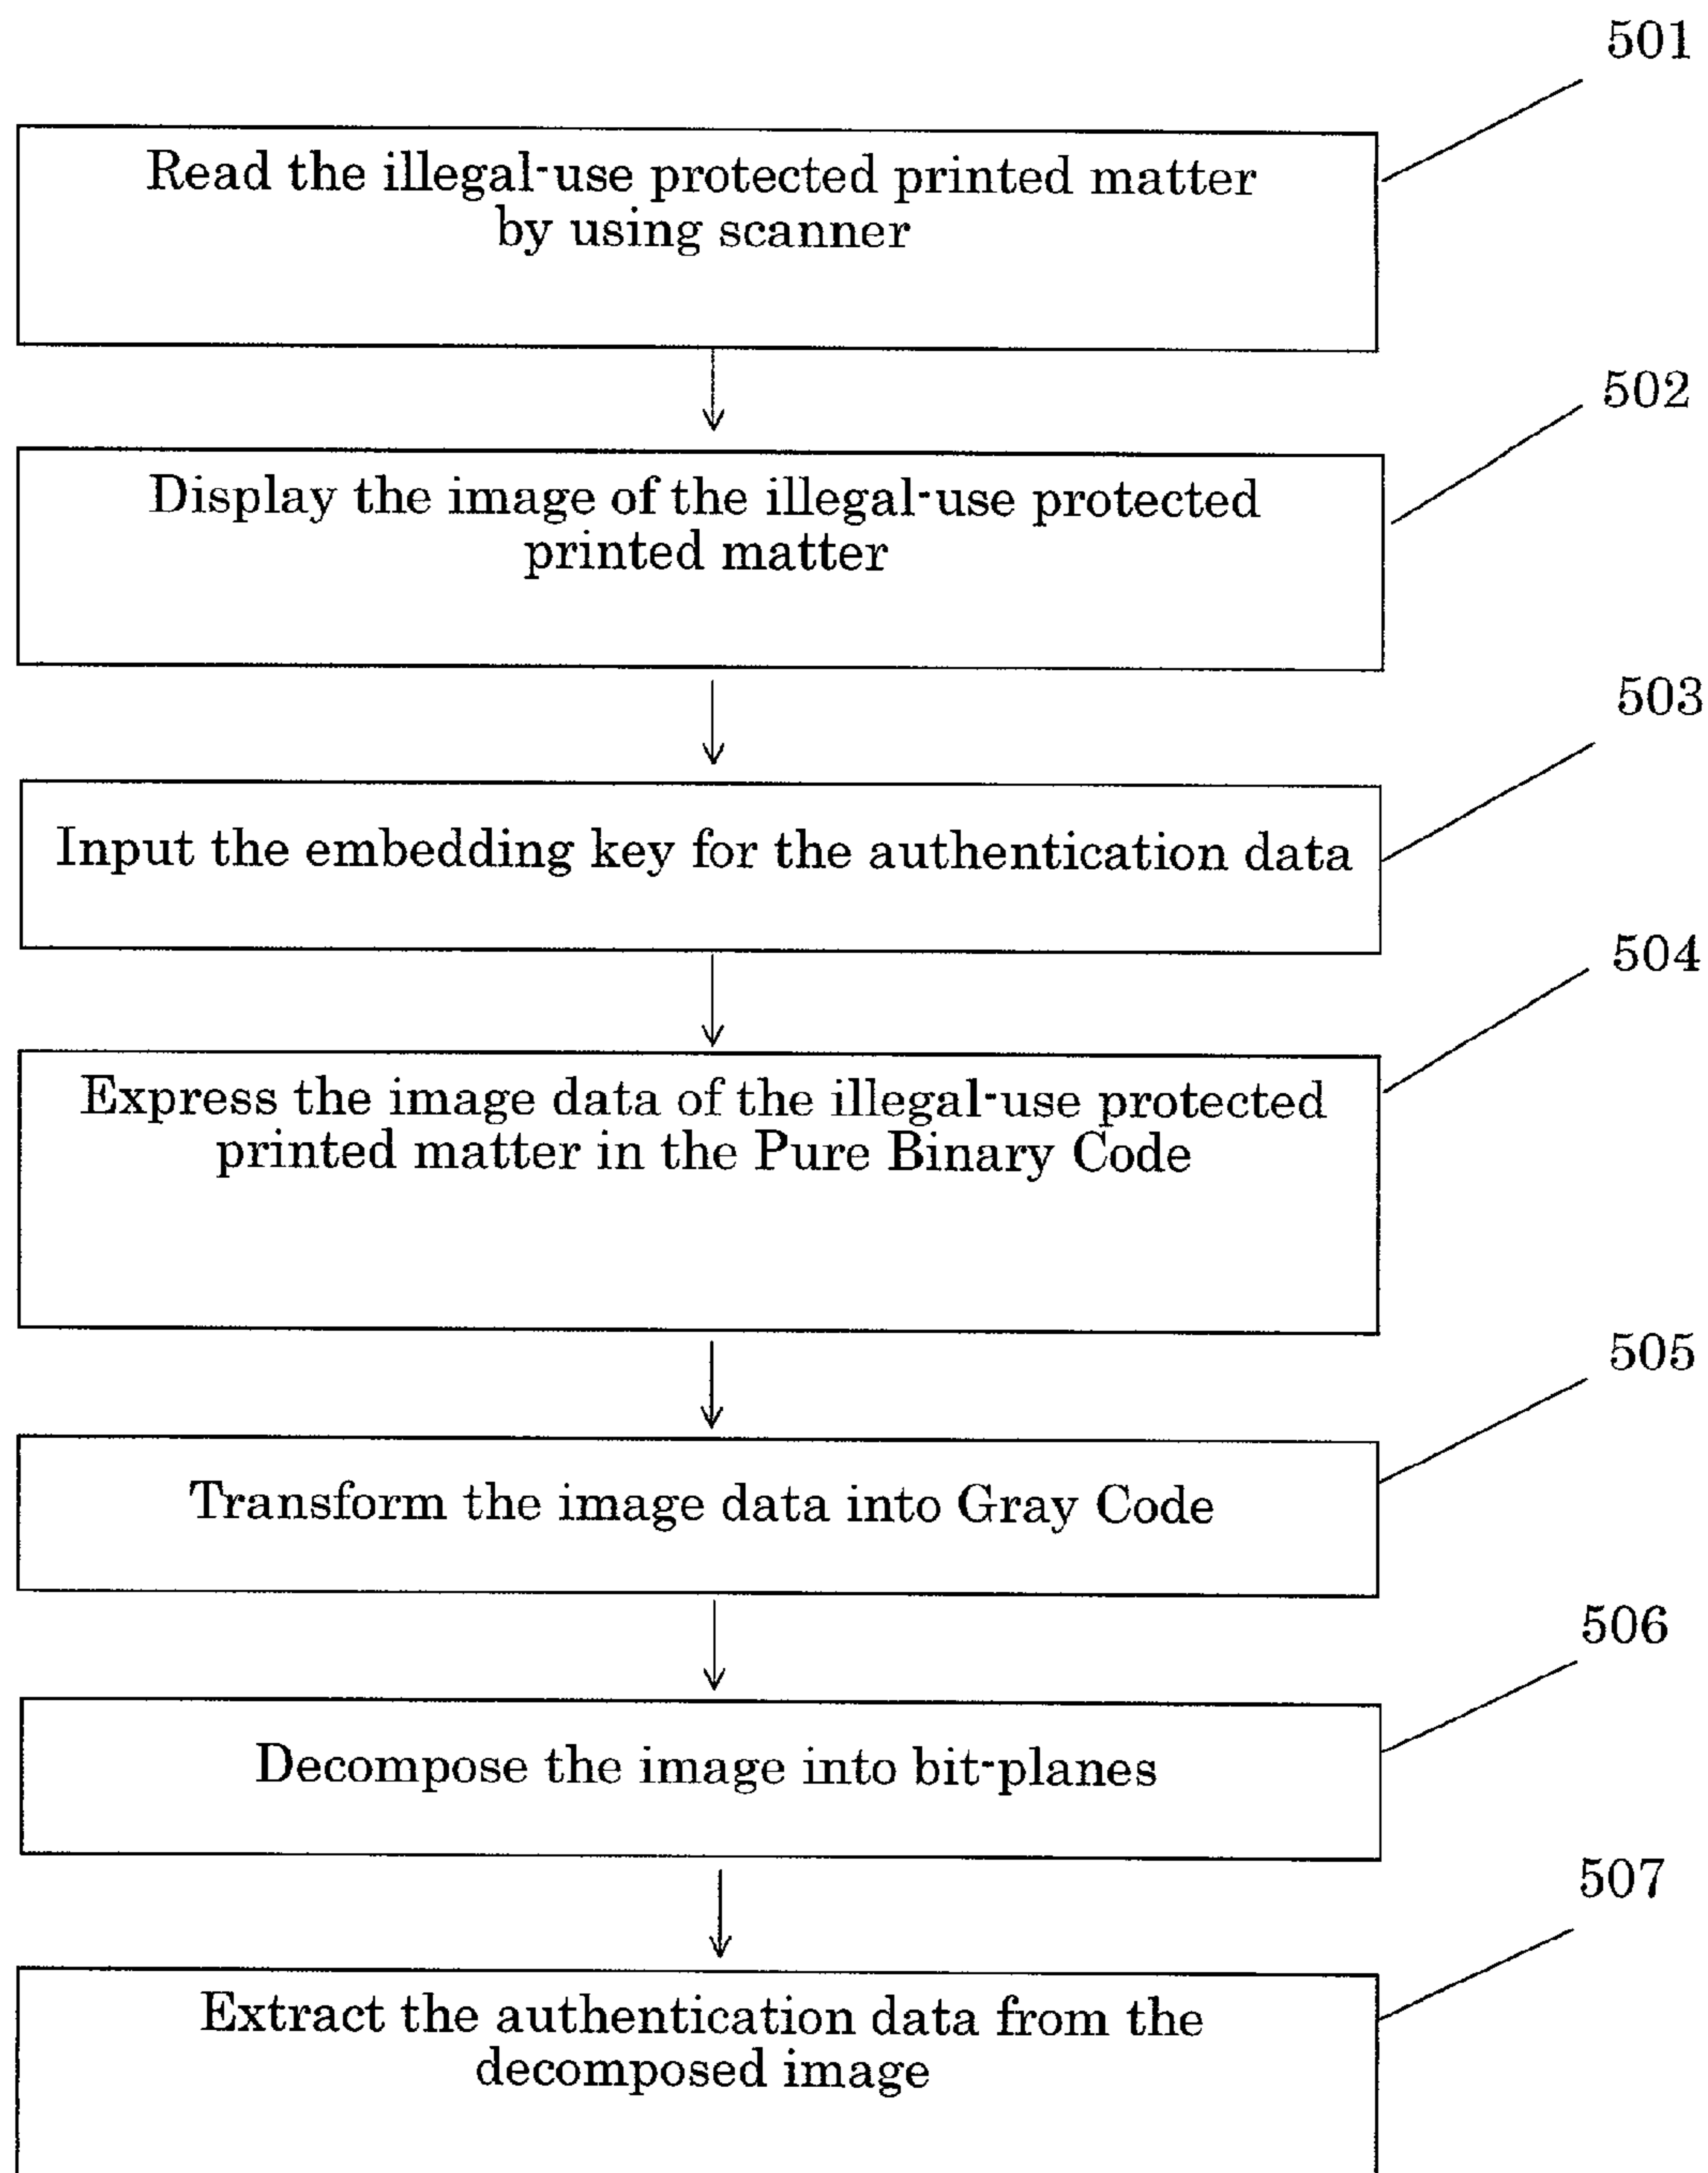 501
Read the illegal-use protected printed matter
by using scanner
502
Display the image of the illegal-use protected
printed matter
503
Input the embedding key for the authentication data
504
Express the image data of the illegal-use protected
printed matter in the Pure Binary Code
505
Transform the image data into Gray Code
506
Decompose the image into bit-planes
507
Extract the authentication data from the
decomposed image